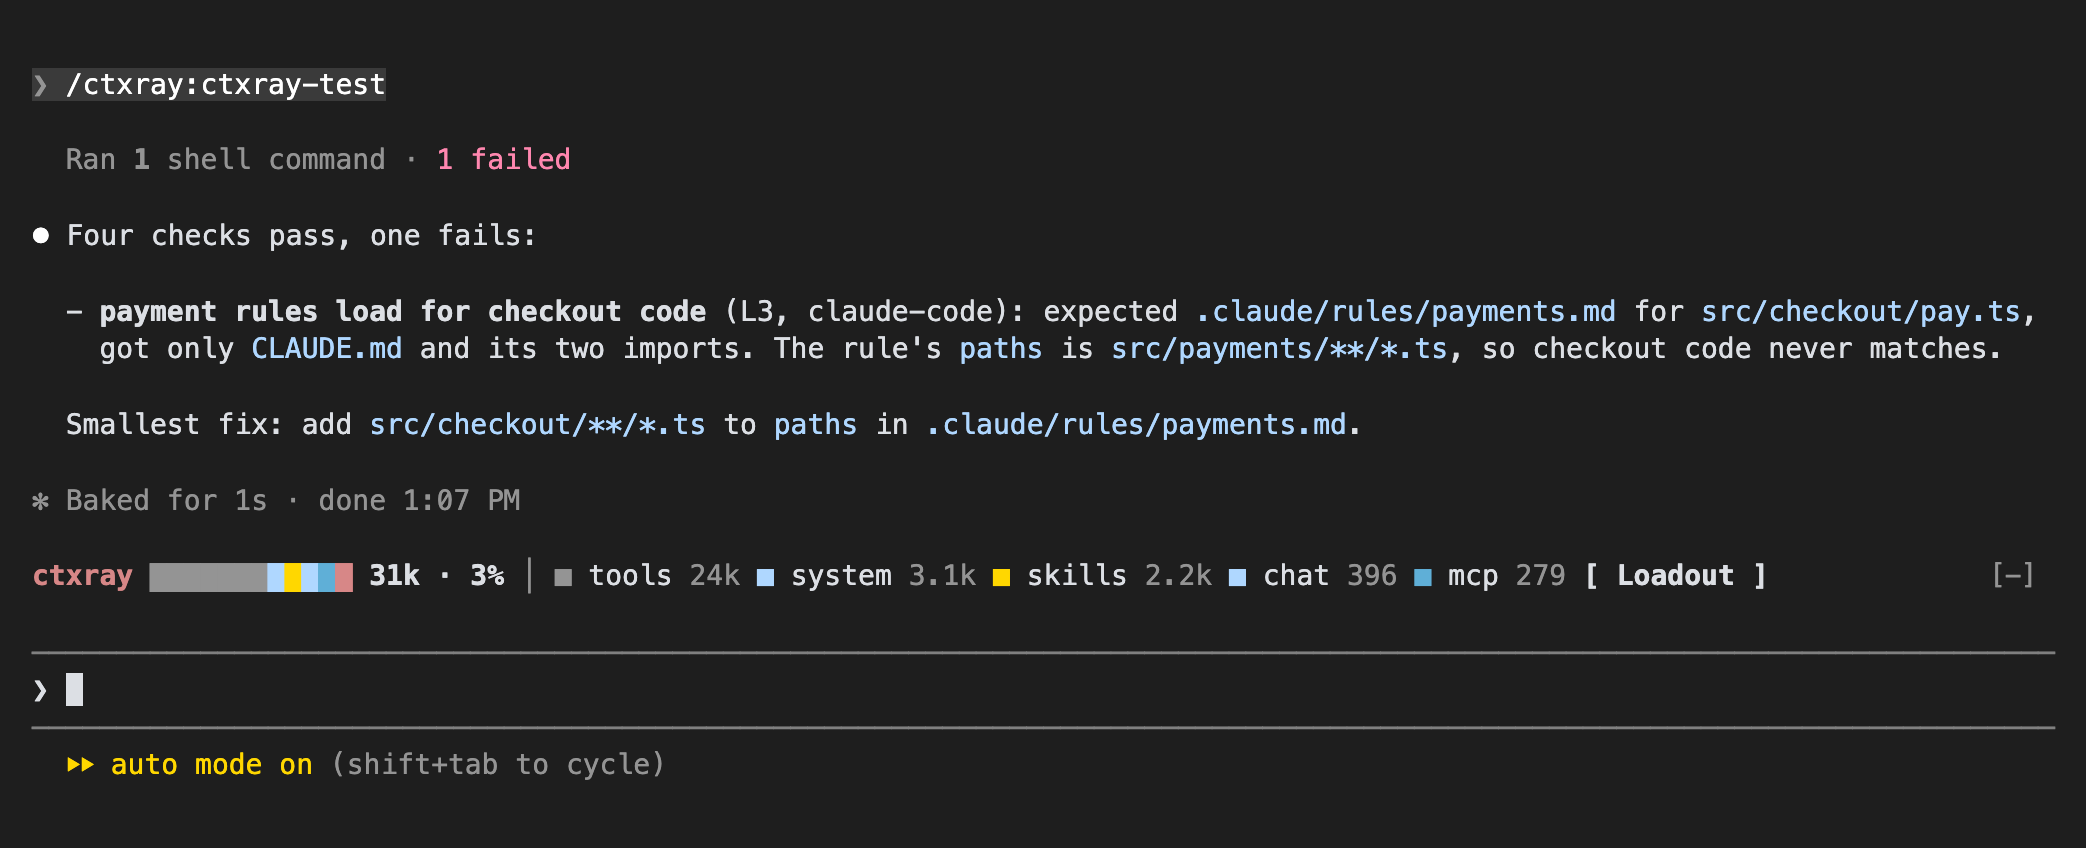 ❯ /ctxray:ctxray-test
Ran 1 shell command · 1 failed
● Four checks pass, one fails:
- payment rules load for checkout code (L3, claude-code): expected .claude/rules/payments.md for src/checkout/pay.ts,
got only CLAUDE.md and its two imports. The rule's paths is src/payments/**/*.ts, so checkout code never matches.
Smallest fix: add src/checkout/**/*.ts to paths in .claude/rules/payments.md.
✻ Baked for 1s · done 1:07 PM
ctxray 31k · 3% │ ■ tools 24k ■ system 3.1k ■ skills 2.2k ■ chat 396 ■ mcp 279 [ Loadout ] [−]
❯
⏵⏵ auto mode on (shift+tab to cycle)